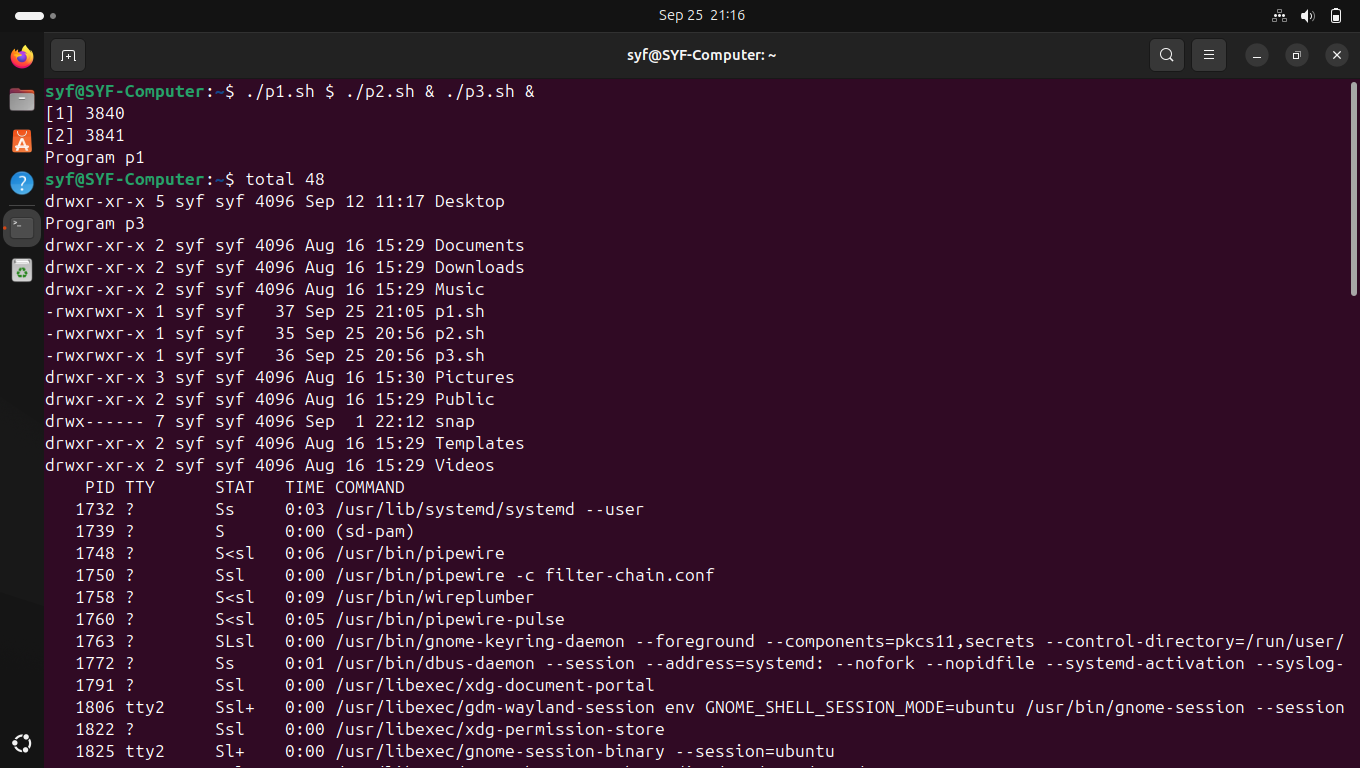 Sep 25 21:16
syf@SYF-Computer: ~
syf@SYF-Computer:~$ ./p1.sh $ ./p2.sh & ./p3.sh &
[1] 3840
[2] 3841
Program p1
syf@SYF-Computer:~$ total 48
drwxr-xr-x 5 syf syf 4096 Sep 12 11:17 Desktop
Program p3
drwxr-xr-x 2 syf syf 4096 Aug 16 15:29 Documents
drwxr-xr-x 2 syf syf 4096 Aug 16 15:29 Downloads
drwxr-xr-x 2 syf syf 4096 Aug 16 15:29 Music
-rwxrwxr-x 1 syf syf   37 Sep 25 21:05 p1.sh
-rwxrwxr-x 1 syf syf   35 Sep 25 20:56 p2.sh
-rwxrwxr-x 1 syf syf   36 Sep 25 20:56 p3.sh
drwxr-xr-x 3 syf syf 4096 Aug 16 15:30 Pictures
drwxr-xr-x 2 syf syf 4096 Aug 16 15:29 Public
drwx------ 7 syf syf 4096 Sep  1 22:12 snap
drwxr-xr-x 2 syf syf 4096 Aug 16 15:29 Templates
drwxr-xr-x 2 syf syf 4096 Aug 16 15:29 Videos
    PID TTY      STAT   TIME COMMAND
   1732 ?        Ss     0:03 /usr/lib/systemd/systemd --user
   1739 ?        S      0:00 (sd-pam)
   1748 ?        S<sl   0:06 /usr/bin/pipewire
   1750 ?        Ssl    0:00 /usr/bin/pipewire -c filter-chain.conf
   1758 ?        S<sl   0:09 /usr/bin/wireplumber
   1760 ?        S<sl   0:05 /usr/bin/pipewire-pulse
   1763 ?        SLsl   0:00 /usr/bin/gnome-keyring-daemon --foreground --components=pkcs11,secrets --control-directory=/run/user/
   1772 ?        Ss     0:01 /usr/bin/dbus-daemon --session --address=systemd: --nofork --nopidfile --systemd-activation --syslog-
   1791 ?        Ssl    0:00 /usr/libexec/xdg-document-portal
   1806 tty2     Ssl+   0:00 /usr/libexec/gdm-wayland-session env GNOME_SHELL_SESSION_MODE=ubuntu /usr/bin/gnome-session --session
   1822 ?        Ssl    0:00 /usr/libexec/xdg-permission-store
   1825 tty2     Sl+    0:00 /usr/libexec/gnome-session-binary --session=ubuntu